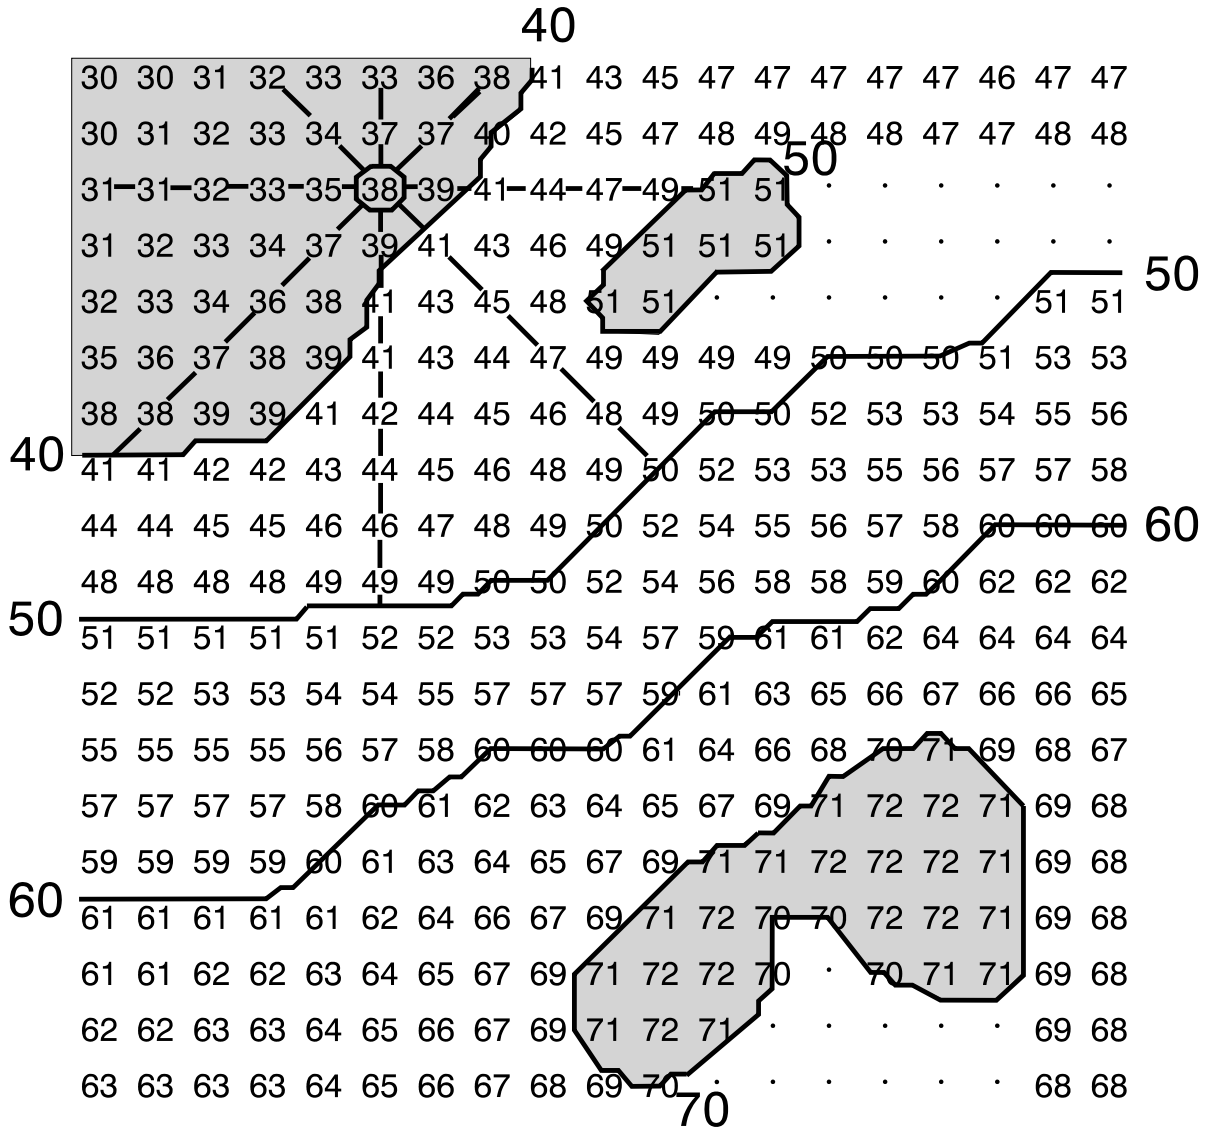 40
30 30 31 32 33 33 36 38 41 43 45 47 47 47 47 47 46 47 47
30 31 32 33 34 37 37 40 42 45 47 48 49 48 48 47 47 48 48
50
31 31 32 33 35 38 39 41 44 47 49 51 51 · · · · · ·
31 32 33 34 37 39 41 43 46 49 51 51 51 · · · · · ·
50
32 33 34 36 38 41 43 45 48 51 51 · · · · · · 51 51
35 36 37 38 39 41 43 44 47 49 49 49 49 50 50 50 51 53 53
38 38 39 39 41 42 44 45 46 48 49 50 50 52 53 53 54 55 56
40
41 41 42 42 43 44 45 46 48 49 50 52 53 53 55 56 57 57 58
44 44 45 45 46 46 47 48 49 50 52 54 55 56 57 58 60 60 60 60
48 48 48 48 49 49 49 50 50 52 54 56 58 58 59 60 62 62 62
50
51 51 51 51 51 52 52 53 53 54 57 59 61 61 62 64 64 64 64
52 52 53 53 54 54 55 57 57 57 59 61 63 65 66 67 66 66 65
55 55 55 55 56 57 58 60 60 60 61 64 66 68 70 71 69 68 67
57 57 57 57 58 60 61 62 63 64 65 67 69 71 72 72 71 69 68
59 59 59 59 60 61 63 64 65 67 69 71 71 72 72 72 71 69 68
60
61 61 61 61 61 62 64 66 67 69 71 72 70 70 72 72 71 69 68
61 61 62 62 63 64 65 67 69 71 72 72 70 · 70 71 71 69 68
62 62 63 63 64 65 66 67 69 71 72 71 · · · · · 69 68
63 63 63 63 64 65 66 67 68 69 70 · · · · · · 68 68
70